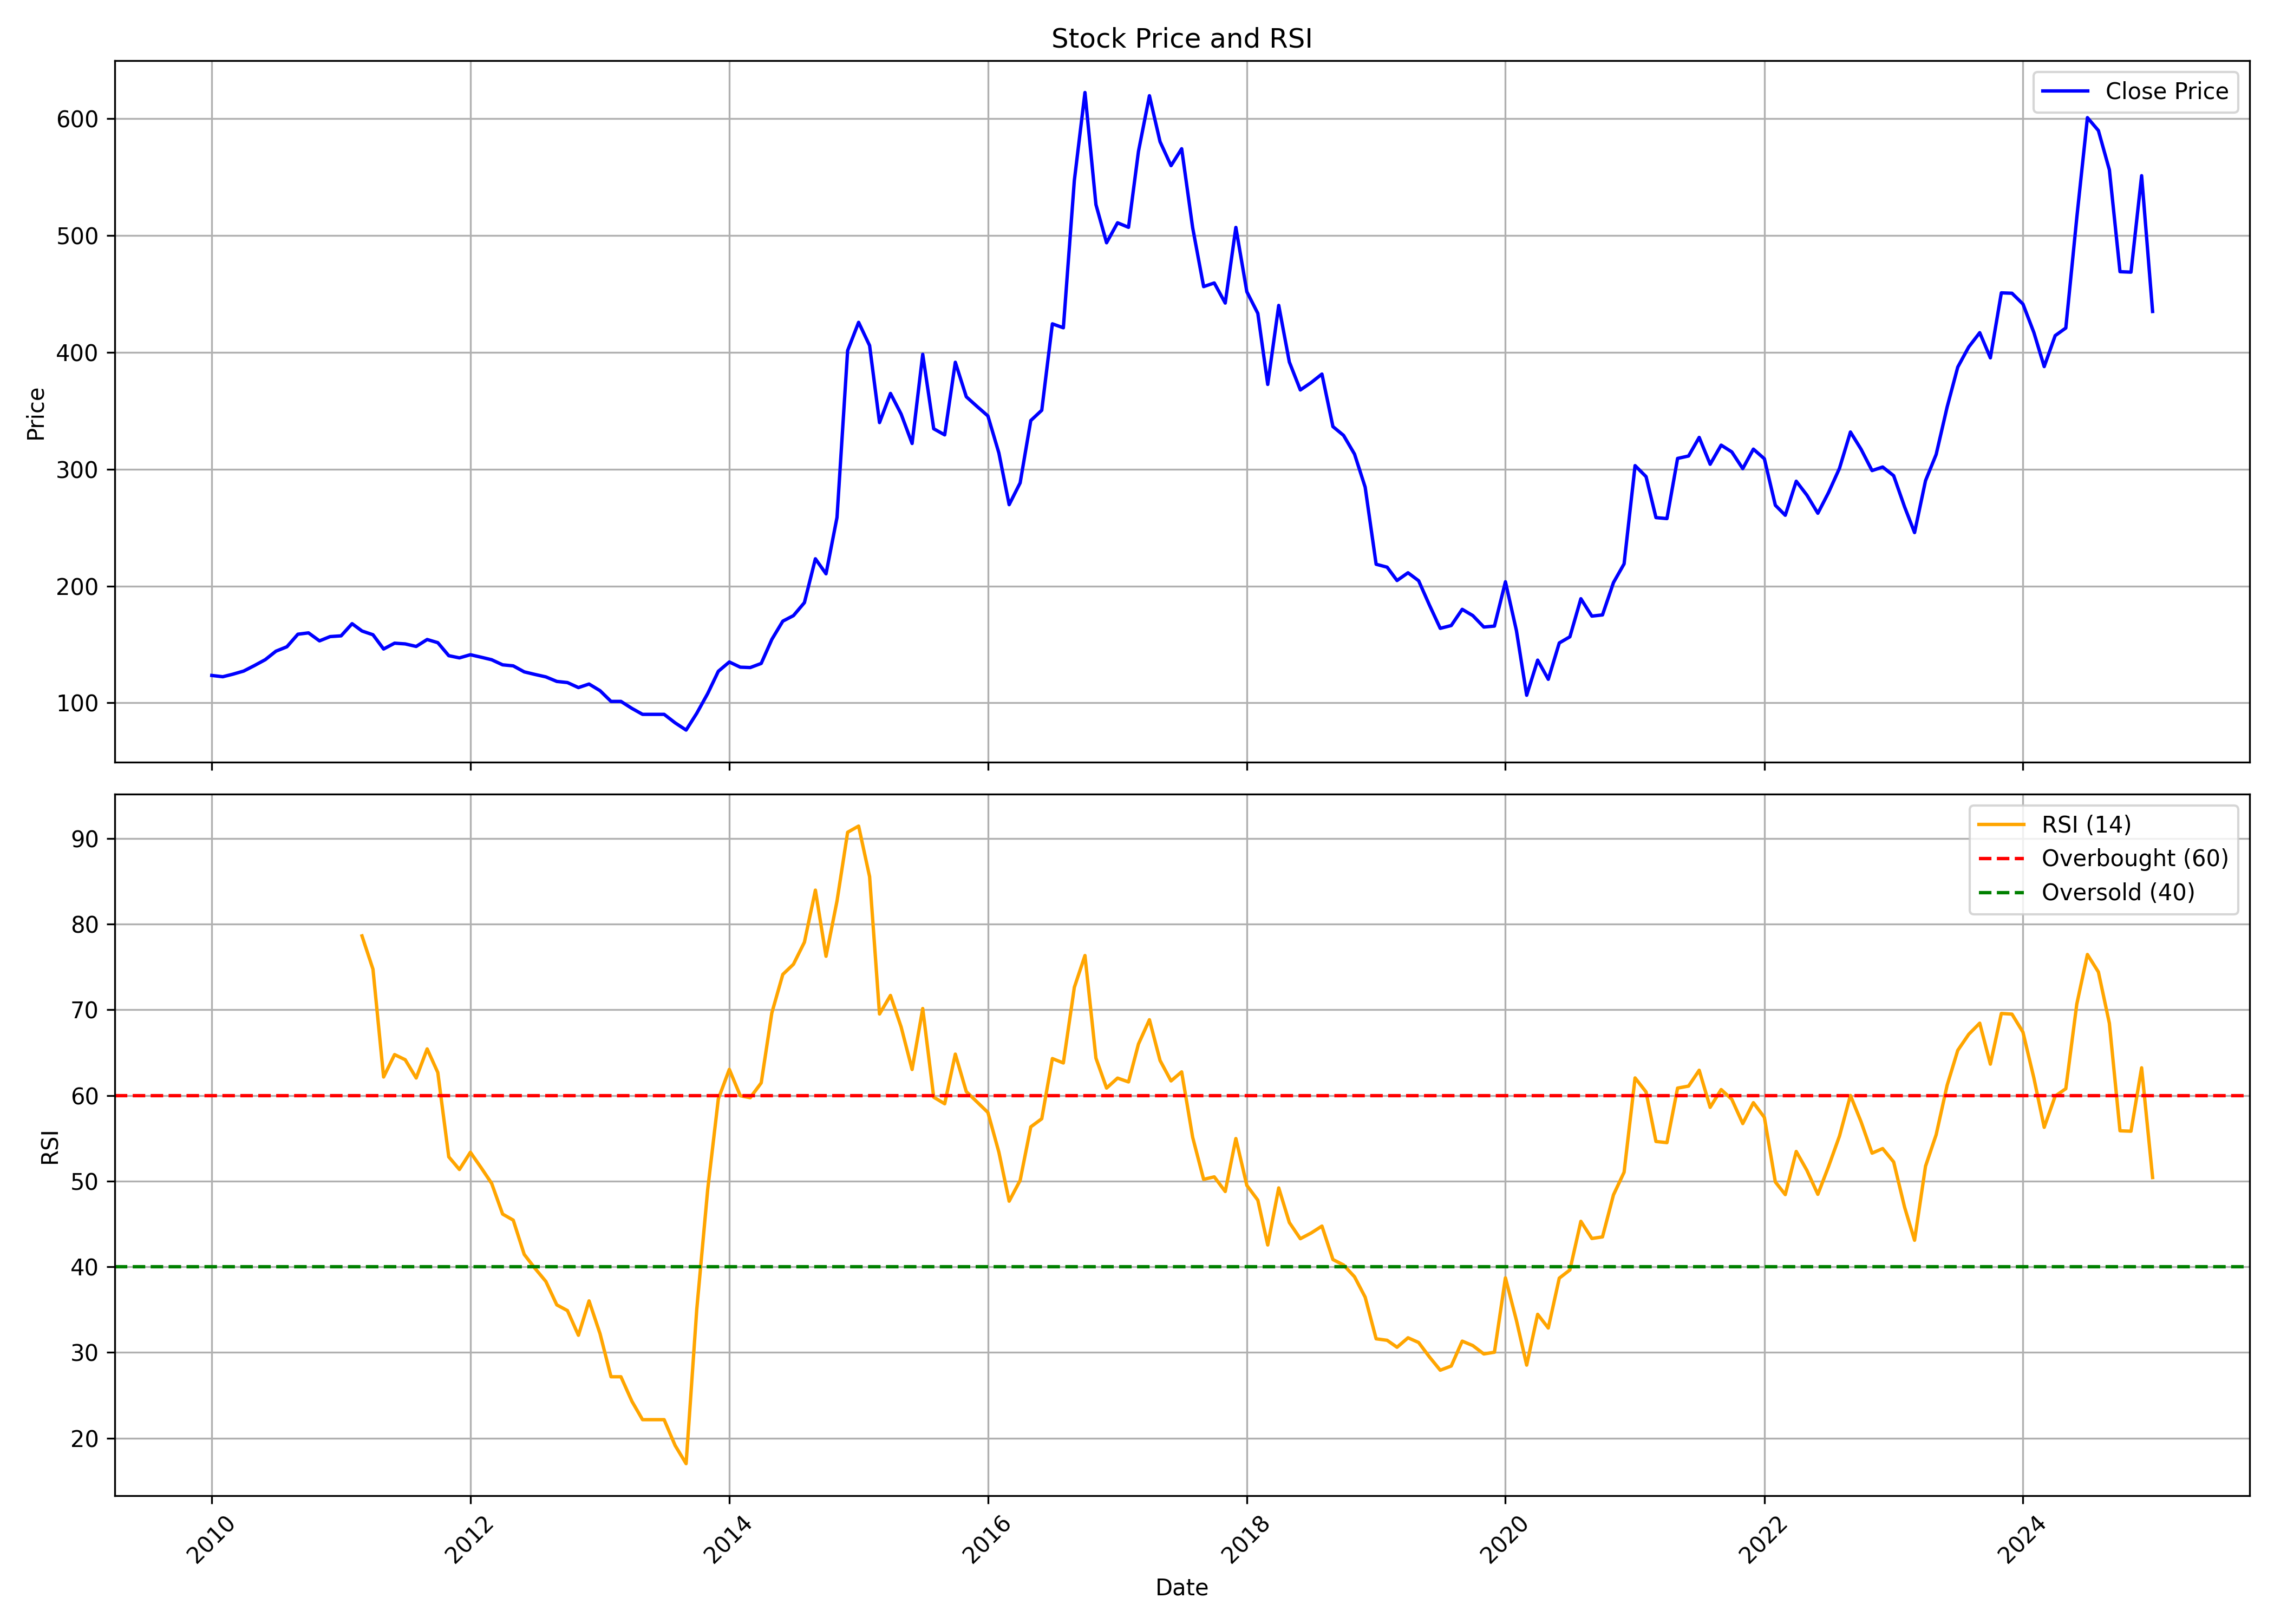 Stock Price and RSI
Close Price
600
500
400
300
200
100
Price
RSI (14)
Overbought (60)
Oversold (40)
90
80
70
60
50
40
30
20
RSI
2010
2012
2014
2016
2018
2020
2022
2024
Date